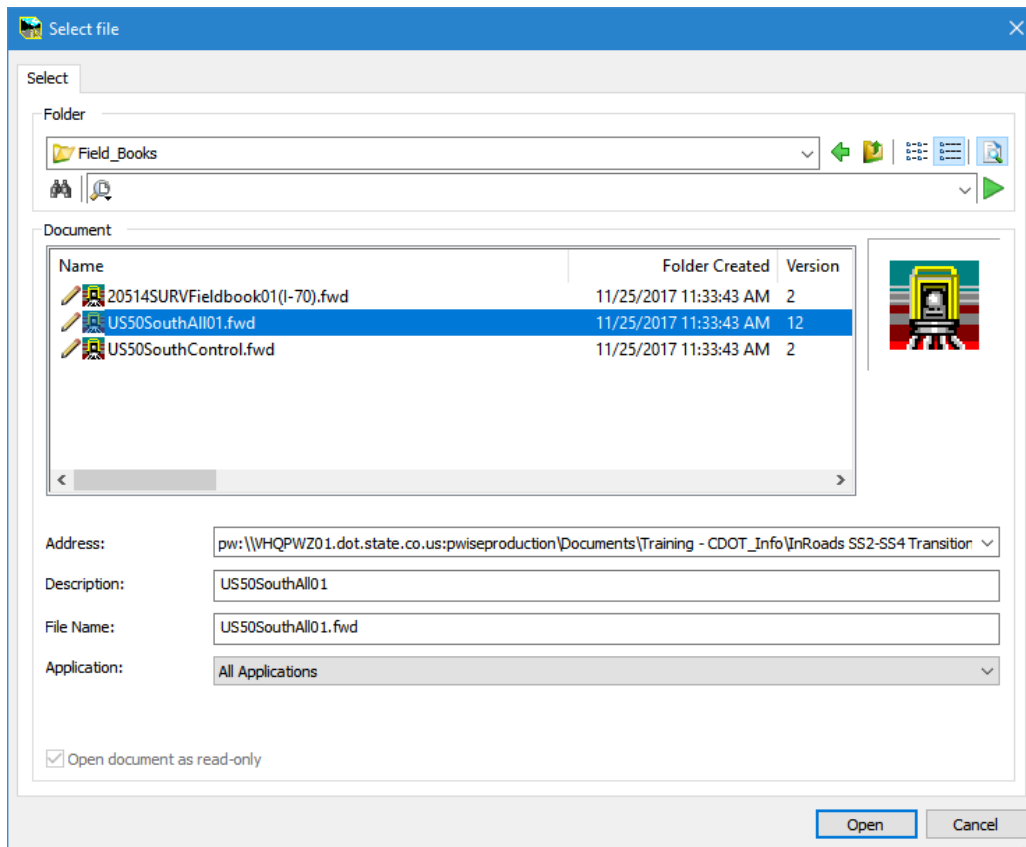 Select file
Select
Folder
Field_Books
Document
Name Folder Created Version
20514SURVFieldbook01(I-70).fwd 11/25/2017 11:33:43 AM 2
US50SouthAll01.fwd 11/25/2017 11:33:43 AM 12
US50SouthControl.fwd 11/25/2017 11:33:43 AM 2
Address: pw:\\VHQPWZ01.dot.state.co.us:pwiseproduction\Documents\Training - CDOT_Info\InRoads SS2-SS4 Transition
Description: US50SouthAll01
File Name: US50SouthAll01.fwd
Application: All Applications
Open document as read-only
Open Cancel